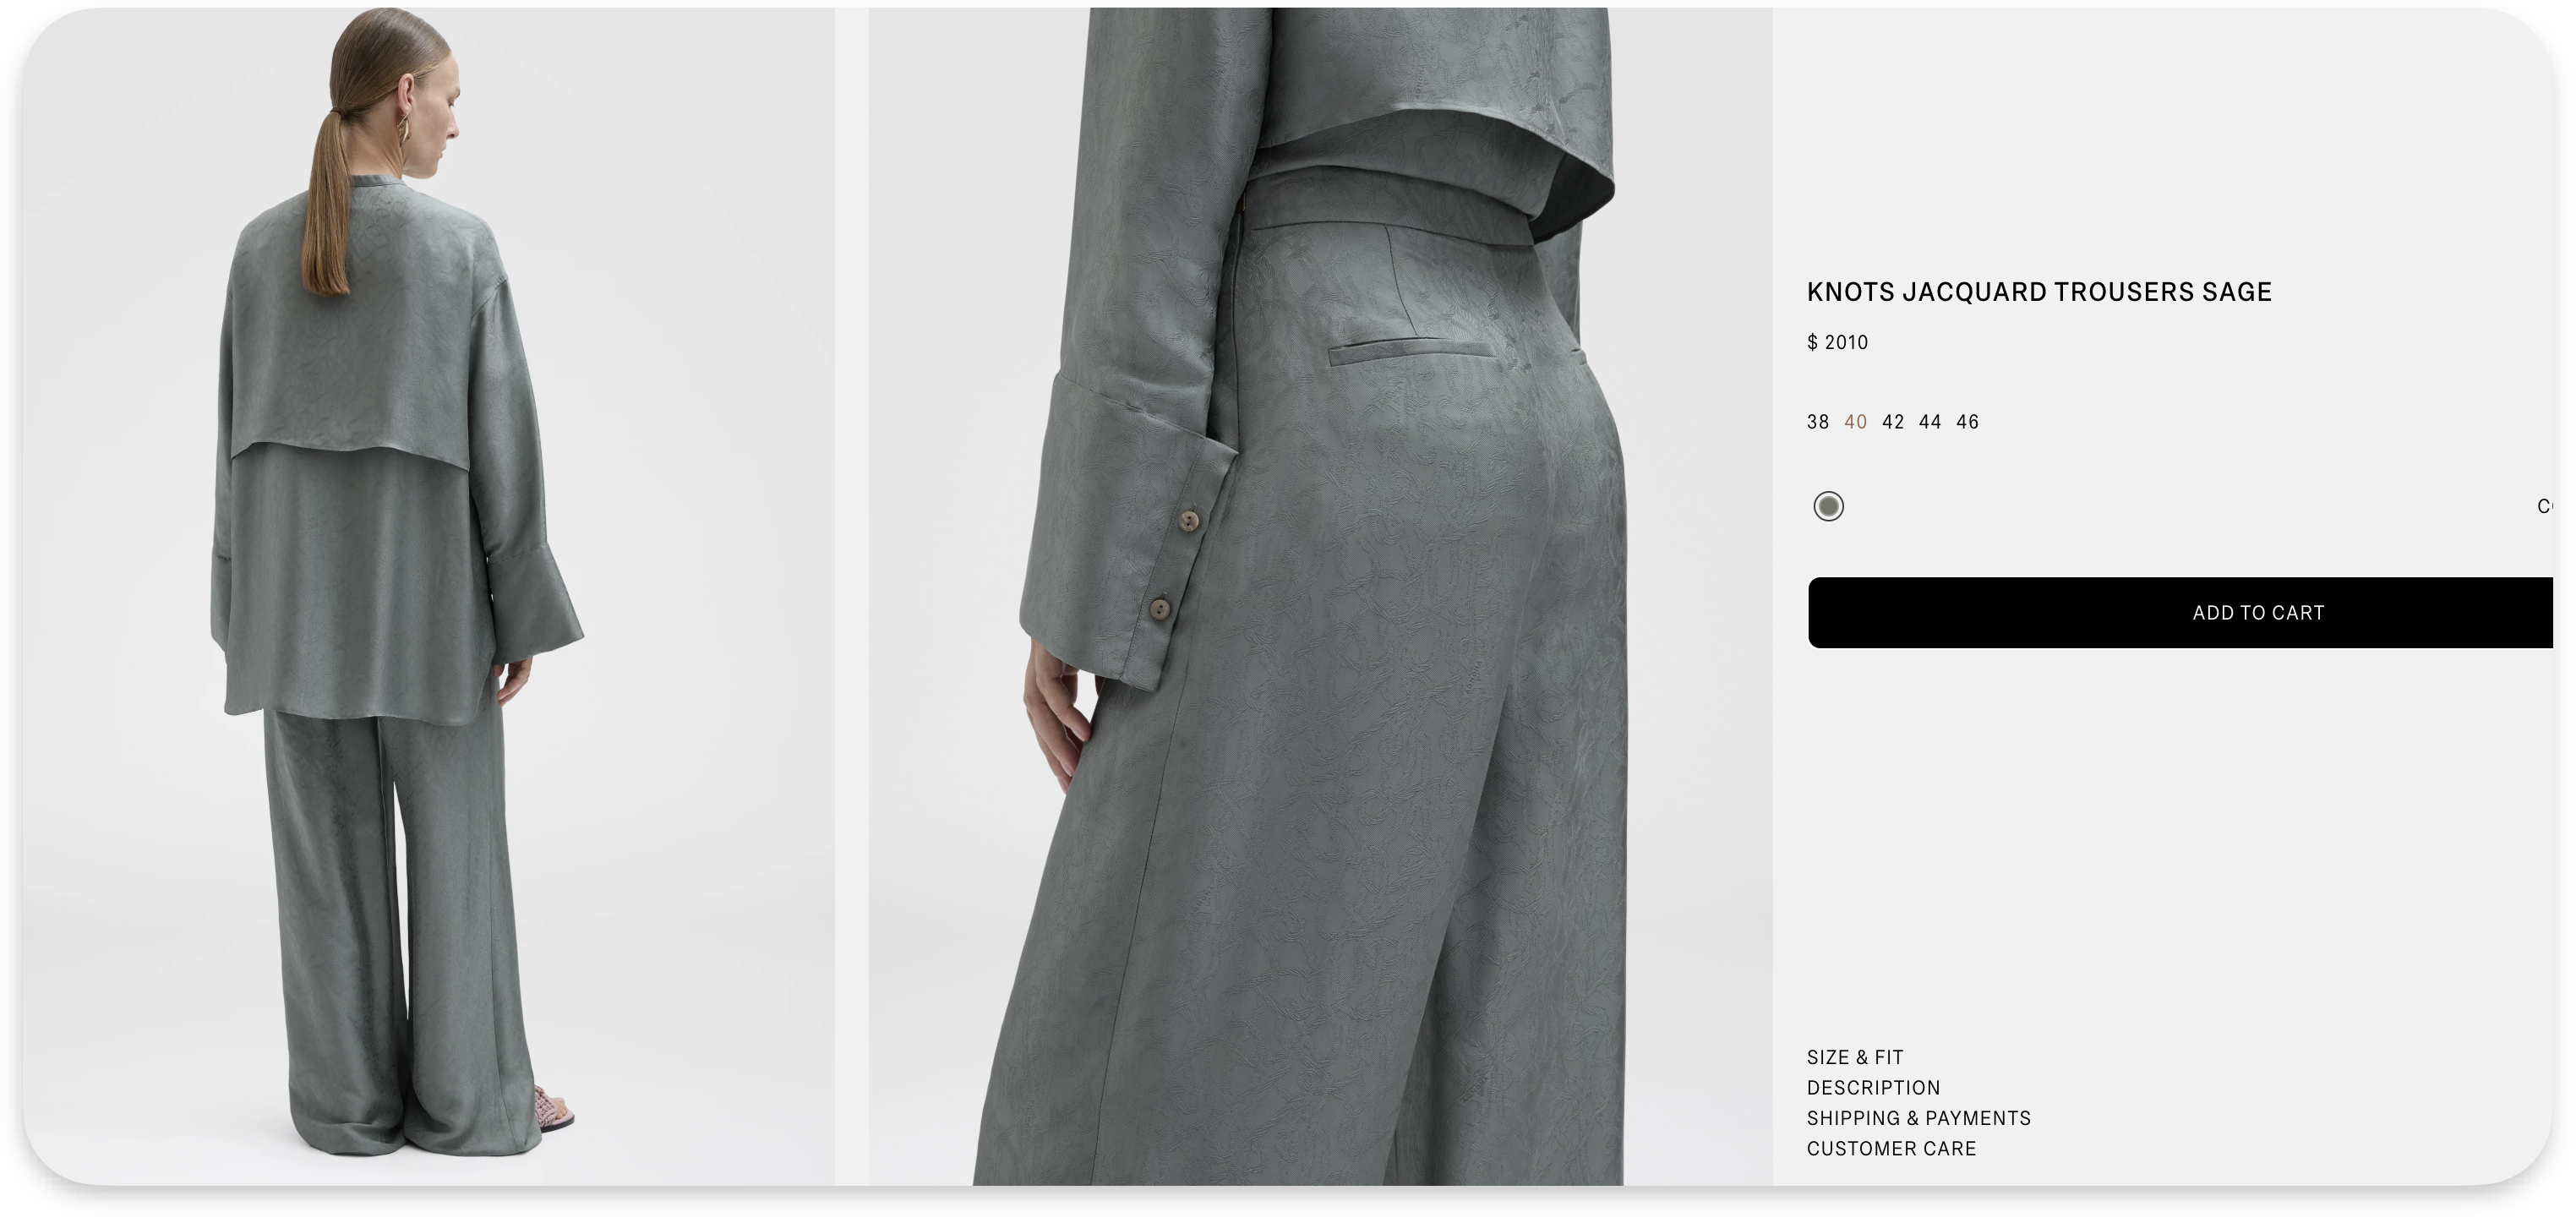 KNOTS JACQUARD TROUSERS SAGE
$ 2010
38 40 42 44 46
ADD TO CART
SIZE & FIT
DESCRIPTION
SHIPPING & PAYMENTS
CUSTOMER CARE